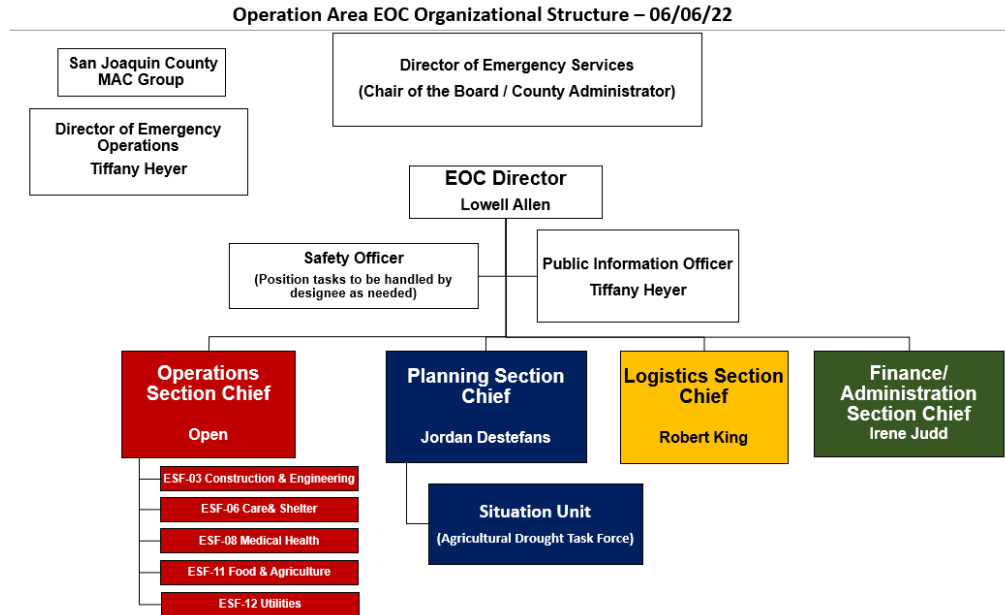 Operation Area EOC Organizational Structure – 06/06/22
San Joaquin County
MAC Group
Director of Emergency Services
(Chair of the Board / County Administrator)
Director of Emergency
Operations
Tiffany Heyer
EOC Director
Lowell Allen
Safety Officer
(Position tasks to be handled by
designee as needed)
Public Information Officer
Tiffany Heyer
Operations
Section Chief
Open
Planning Section
Chief
Jordan Destefans
Logistics Section
Chief
Robert King
Finance/
Administration
Section Chief
Irene Judd
ESF-03 Construction & Engineering
ESF-06 Care& Shelter
ESF-08 Medical Health
ESF-11 Food & Agriculture
ESF-12 Utilities
Situation Unit
(Agricultural Drought Task Force)